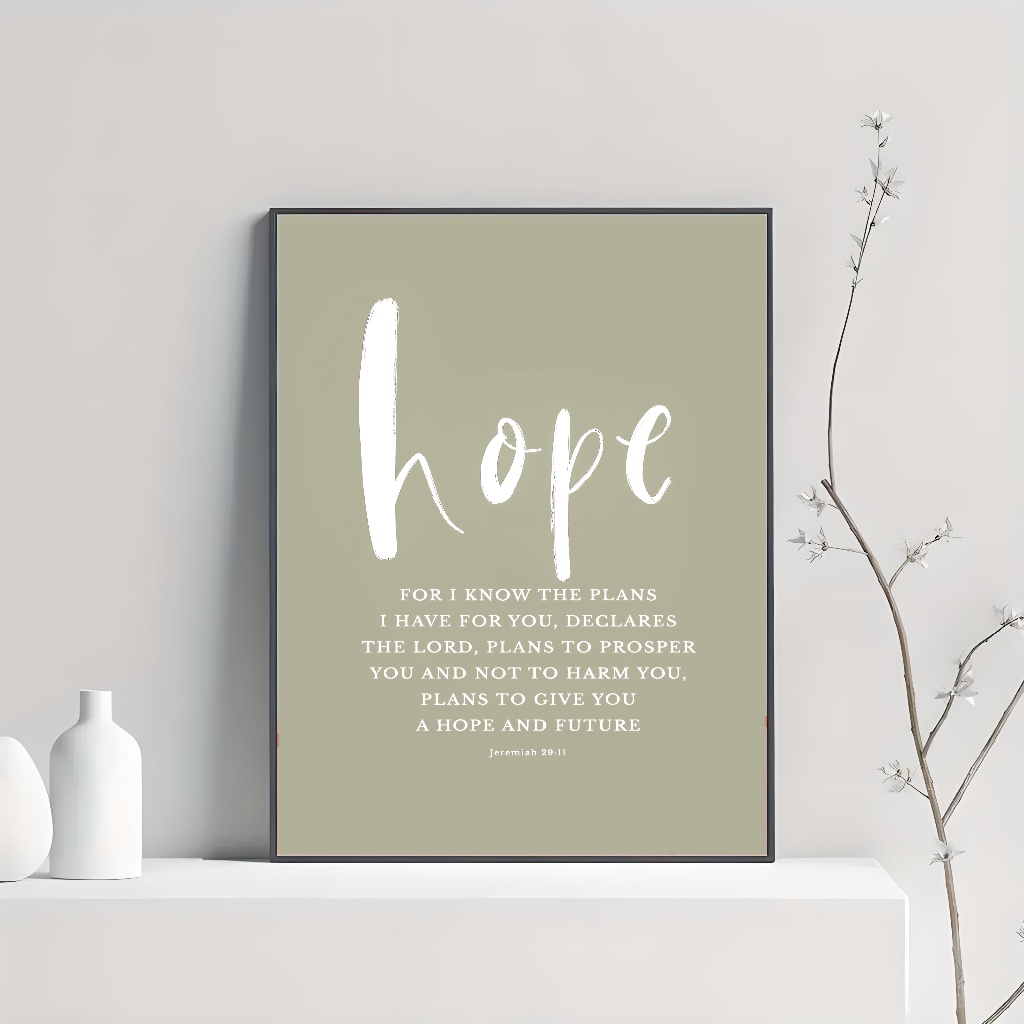 hope
FOR I KNOW THE PLANS
I HAVE FOR YOU, DECLARES
THE LORD, PLANS TO PROSPER
YOU AND NOT TO HARM YOU,
PLANS TO GIVE YOU
A HOPE AND FUTURE
Jeremiah 29:11